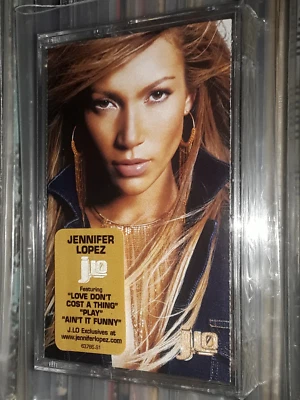 JENNIFER
LOPEZ
J.LO
Featuring
"LOVE DON'T
COST A THING"
"PLAY"
"AIN'T IT FUNNY"
J.LO Exclusives at
www.jenniferlopez.com
J.LO